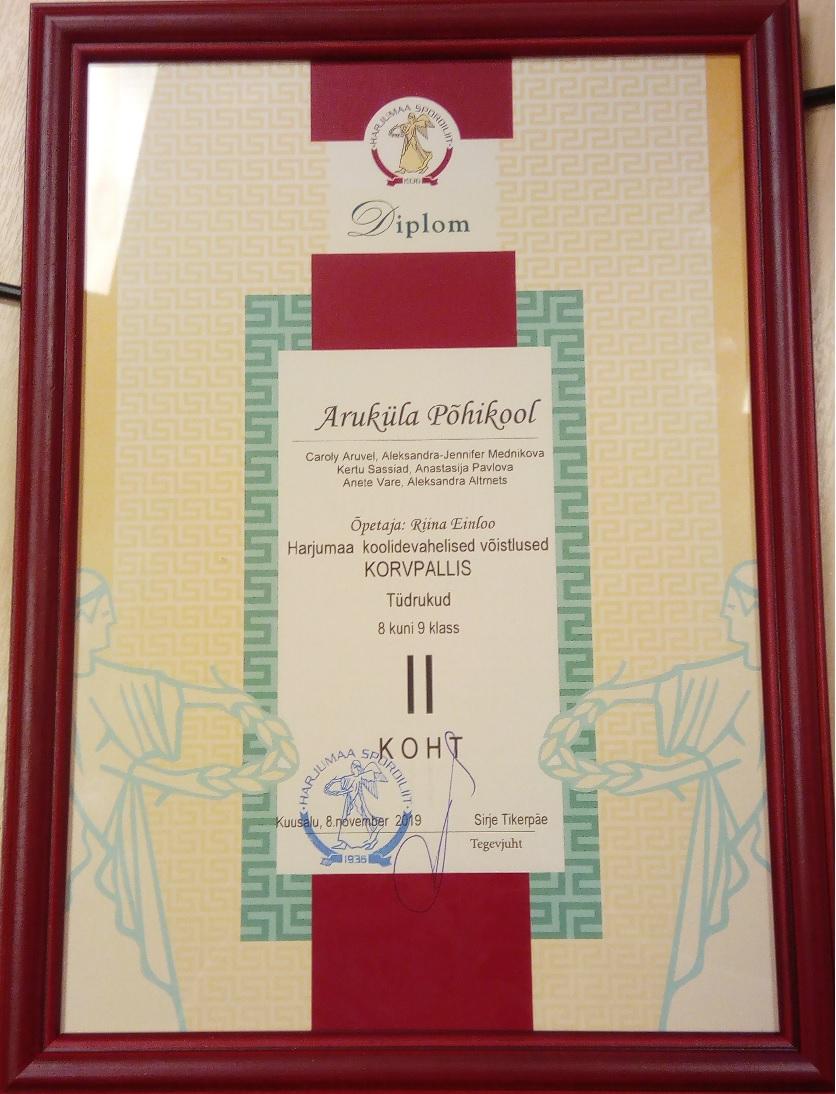 HARJUMAA SPORDILIIT
1936
Diplom
Aruküla Põhikool
Caroly Aruvel, Aleksandra-Jennifer Mednikova
Kertu Sassiad, Anastasija Pavlova
Anete Vare, Aleksandra Altmets
Õpetaja: Riina Einloo
Harjumaa koolidevahelised võistlused
KORVPALLIS
Tüdrukud
8 kuni 9 klass
II
KOHT
HARJUMAA SPORDILIIT
1936
Kuusalu, 8.november 2019
Sirje Tikerpäe
Tegevjuht